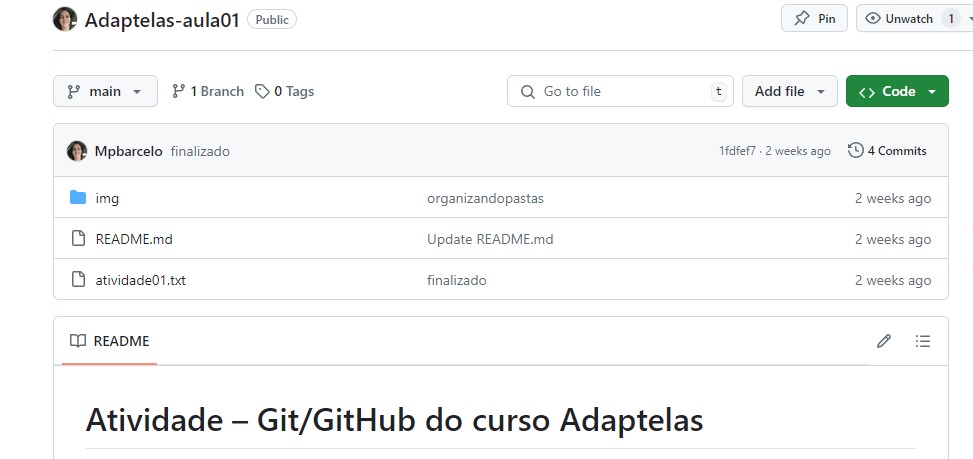 Adaptelas-aula01 Public Pin Unwatch 1
main 1 Branch 0 Tags Go to file t Add file Code
Mpbarcelo finalizado 1fdfef7 · 2 weeks ago 4 Commits
img organizandopastas 2 weeks ago
README.md Update README.md 2 weeks ago
atividade01.txt finalizado 2 weeks ago
README
Atividade – Git/GitHub do curso Adaptelas